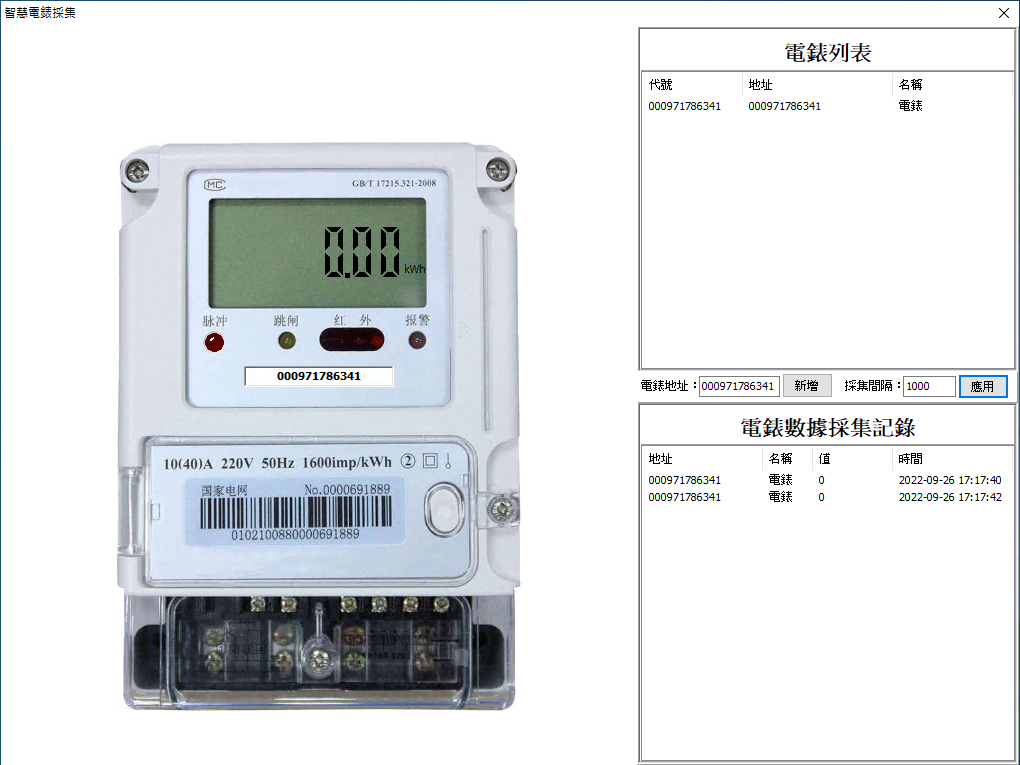 智慧電錶採集
MC
GB/T 17215.321-2008
0.00 kWh
脉冲 跳闸 红 外 报警
000971786341
10(40)A 220V 50Hz 1600imp/kWh ②
国家电网 No.0000691889
0102100880000691889
電錶列表
代號 地址 名稱
000971786341 000971786341 電錶
電錶地址： 000971786341 新增 採集間隔： 1000 應用
電錶數據採集記錄
地址 名稱 值 時間
000971786341 電錶 0 2022-09-26 17:17:40
000971786341 電錶 0 2022-09-26 17:17:42